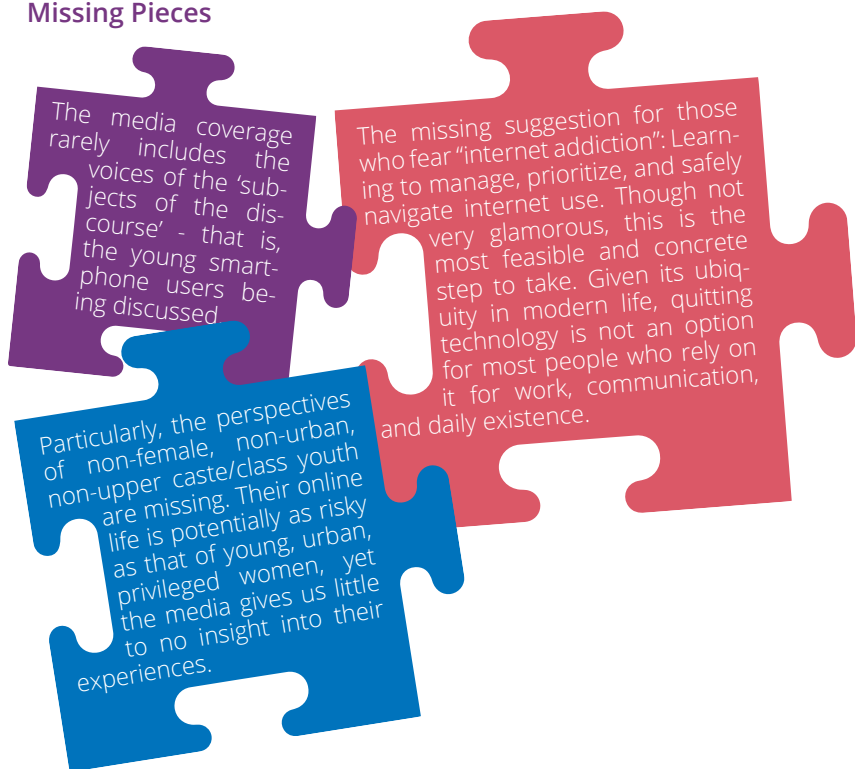 Missing Pieces
The media coverage
rarely includes the
voices of the ‘sub-
jects of the dis-
course’ - that is,
the young smart-
phone users be-
ing discussed.
The missing suggestion for those
who fear “internet addiction”: Learn-
ing to manage, prioritize, and safely
navigate internet use. Though not
very glamorous, this is the
most feasible and concrete
step to take. Given its ubiq-
uity in modern life, quitting
technology is not an option
for most people who rely on
it for work, communication,
and daily existence.
Particularly, the perspectives
of non-female, non-urban,
non-upper caste/class youth
are missing. Their online
life is potentially as risky
as that of young, urban,
privileged women, yet
the media gives us little
to no insight into their
experiences.